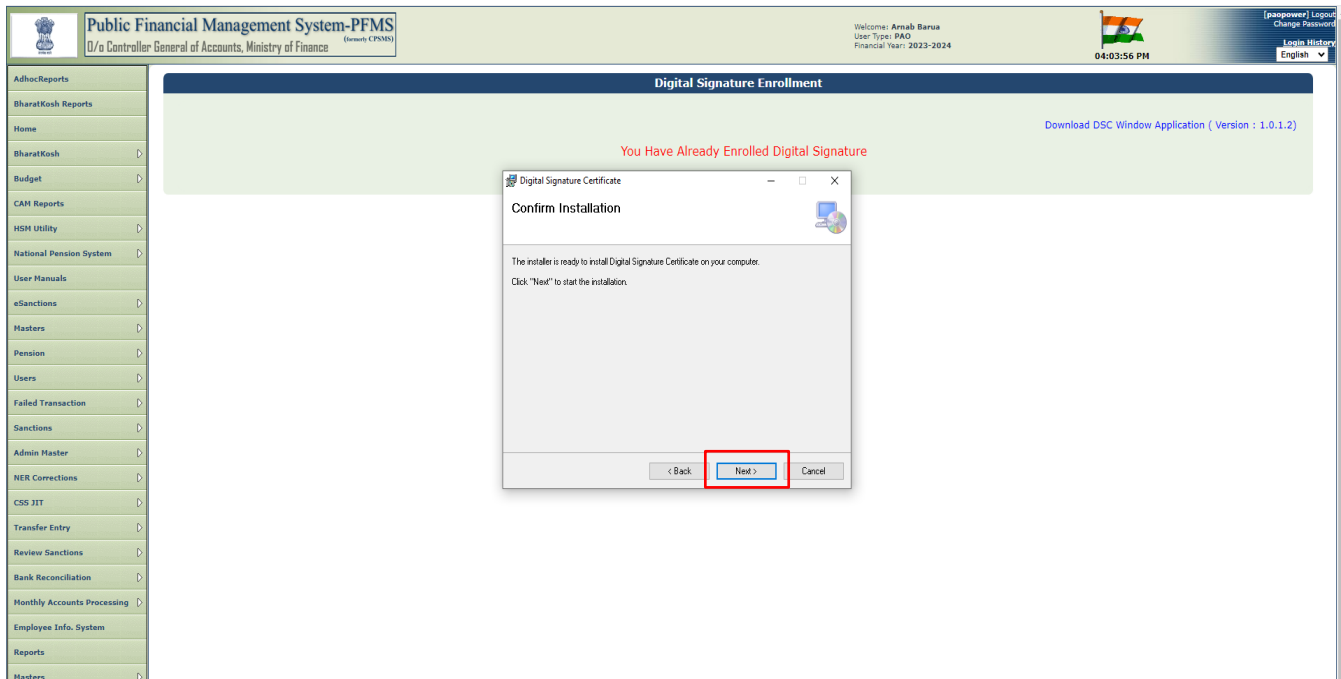 Public Financial Management System-PFMS
(formerly CPSMS)
O/o Controller General of Accounts, Ministry of Finance
Welcome: Arnab Barua
User Type: PAO
Financial Year: 2023-2024
04:03:56 PM
[paopower] Logout
Change Password
Login History
English
AdhocReports
BharatKosh Reports
Home
BharatKosh
Budget
CAM Reports
HSM Utility
National Pension System
User Manuals
eSanctions
Masters
Pension
Users
Failed Transaction
Sanctions
Admin Master
NER Corrections
CSS JIT
Transfer Entry
Review Sanctions
Bank Reconciliation
Monthly Accounts Processing
Employee Info. System
Reports
Masters
Digital Signature Enrollment
Download DSC Window Application ( Version : 1.0.1.2)
You Have Already Enrolled Digital Signature
Digital Signature Certificate
Confirm Installation
The installer is ready to install Digital Signature Certificate on your computer.
Click "Next" to start the installation.
< Back
Next >
Cancel